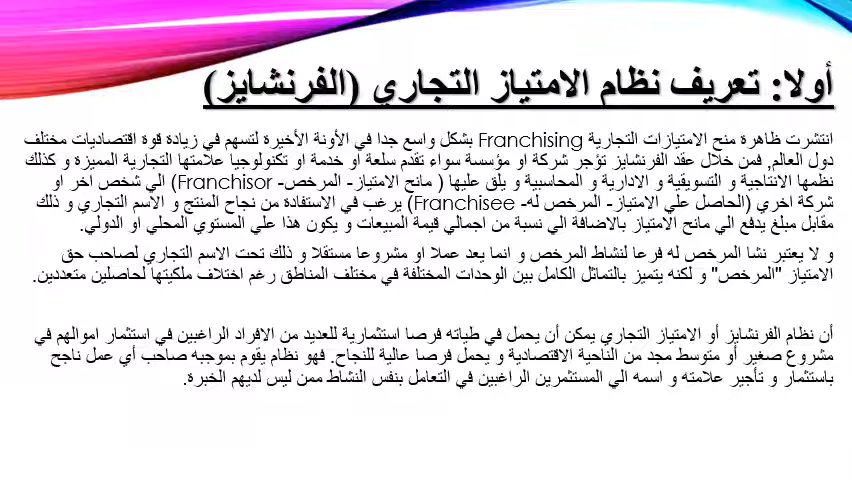 أولا: تعريف نظام الامتياز التجاري (الفرنشايز)
انتشرت ظاهرة منح الامتيازات التجارية Franchising بشكل واسع جدا في الأونة الأخيرة لتسهم في زيادة قوة اقتصاديات مختلف
دول العالم, فمن خلال عقد الفرنشايز تؤجر شركة او مؤسسة سواء تقدم سلعة او خدمة او تكنولوجيا علامتها التجارية المميزة و كذلك
نظمها الانتاجية و التسويقية و الادارية و المحاسبية و يلق عليها ( مانح الامتياز- المرخص- Franchisor) الي شخص اخر او
شركة اخري (الحاصل علي الامتياز- المرخص له- Franchisee) يرغب في الاستفادة من نجاح المنتج و الاسم التجاري و ذلك
مقابل مبلغ يدفع الي مانح الامتياز بالاضافة الي نسبة من اجمالي قيمة المبيعات و يكون هذا علي المستوي المحلي او الدولي.
و لا يعتبر نشا المرخص له فرعا لنشاط المرخص و انما يعد عملا او مشروعا مستقلا و ذلك تحت الاسم التجاري لصاحب حق
الامتياز "المرخص" و لكنه يتميز بالتماثل الكامل بين الوحدات المختلفة في مختلف المناطق رغم اختلاف ملكيتها لحاصلين متعددين.
أن نظام الفرنشايز أو الامتياز التجاري يمكن أن يحمل في طياته فرصا استثمارية للعديد من الافراد الراغبين في استثمار اموالهم في
مشروع صغير أو متوسط مجد من الناحية الاقتصادية و يحمل فرصا عالية للنجاح. فهو نظام يقوم بموجبه صاحب أي عمل ناجح
باستثمار و تأجير علامته و اسمه الي المستثمرين الراغبين في التعامل بنفس النشاط ممن ليس لديهم الخبرة.